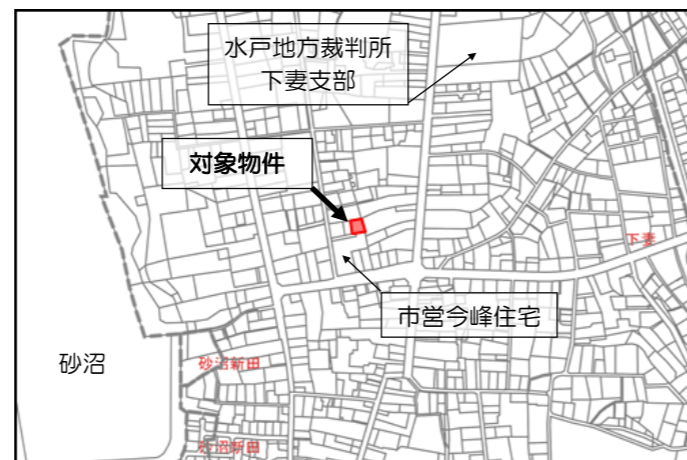 水戸地方裁判所
下妻支部
対象物件
下妻
市営今峰住宅
砂沼
砂沼新田
砂沼新田